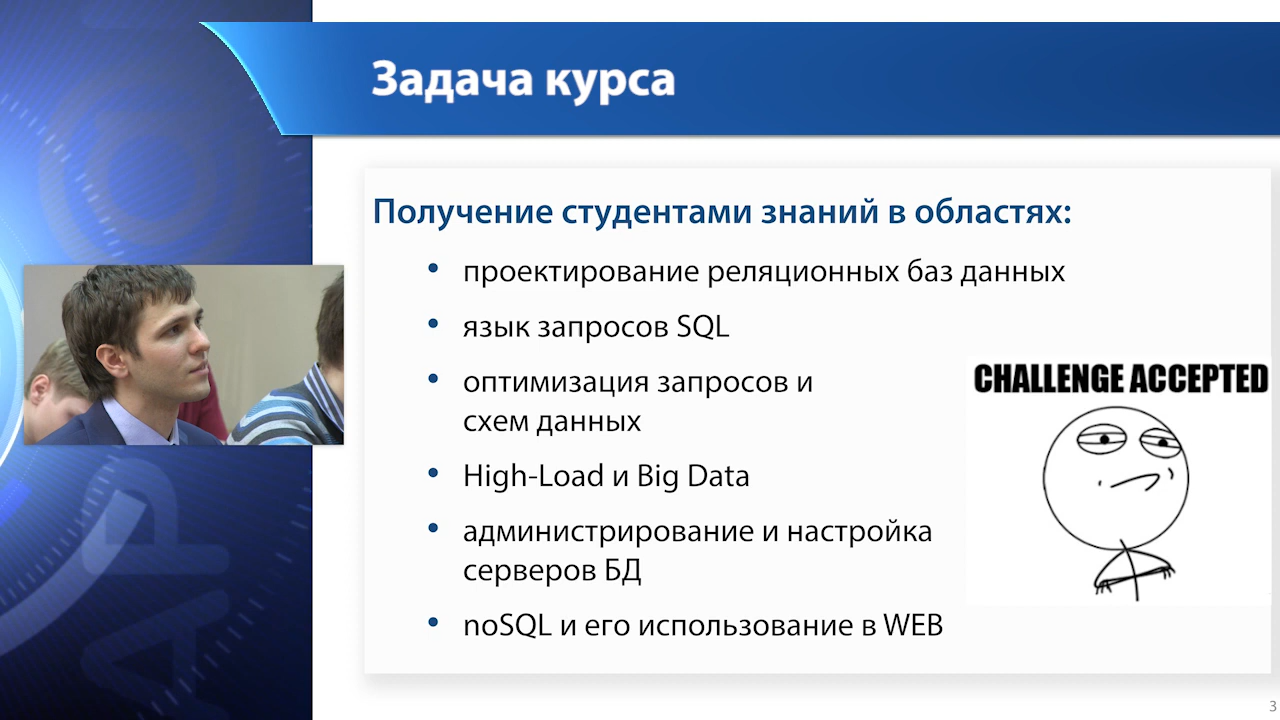 Задача курса
Получение студентами знаний в областях:
• проектирование реляционных баз данных
• язык запросов SQL
• оптимизация запросов и
схем данных
CHALLENGE ACCEPTED
• High-Load и Big Data
• администрирование и настройка
серверов БД
• noSQL и его использование в WEB
3